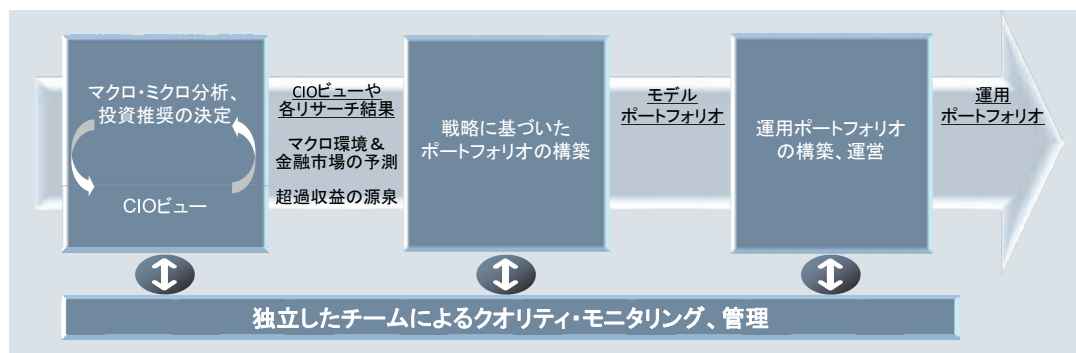 マクロ・ミクロ分析、
投資推奨の決定
CIOビュー
CIOビューや
各リサーチ結果
マクロ環境＆
金融市場の予測
超過収益の源泉
戦略に基づいた
ポートフォリオの構築
モデル
ポートフォリオ
運用ポートフォリオ
の構築、運営
運用
ポートフォリオ
独立したチームによるクオリティ・モニタリング、管理